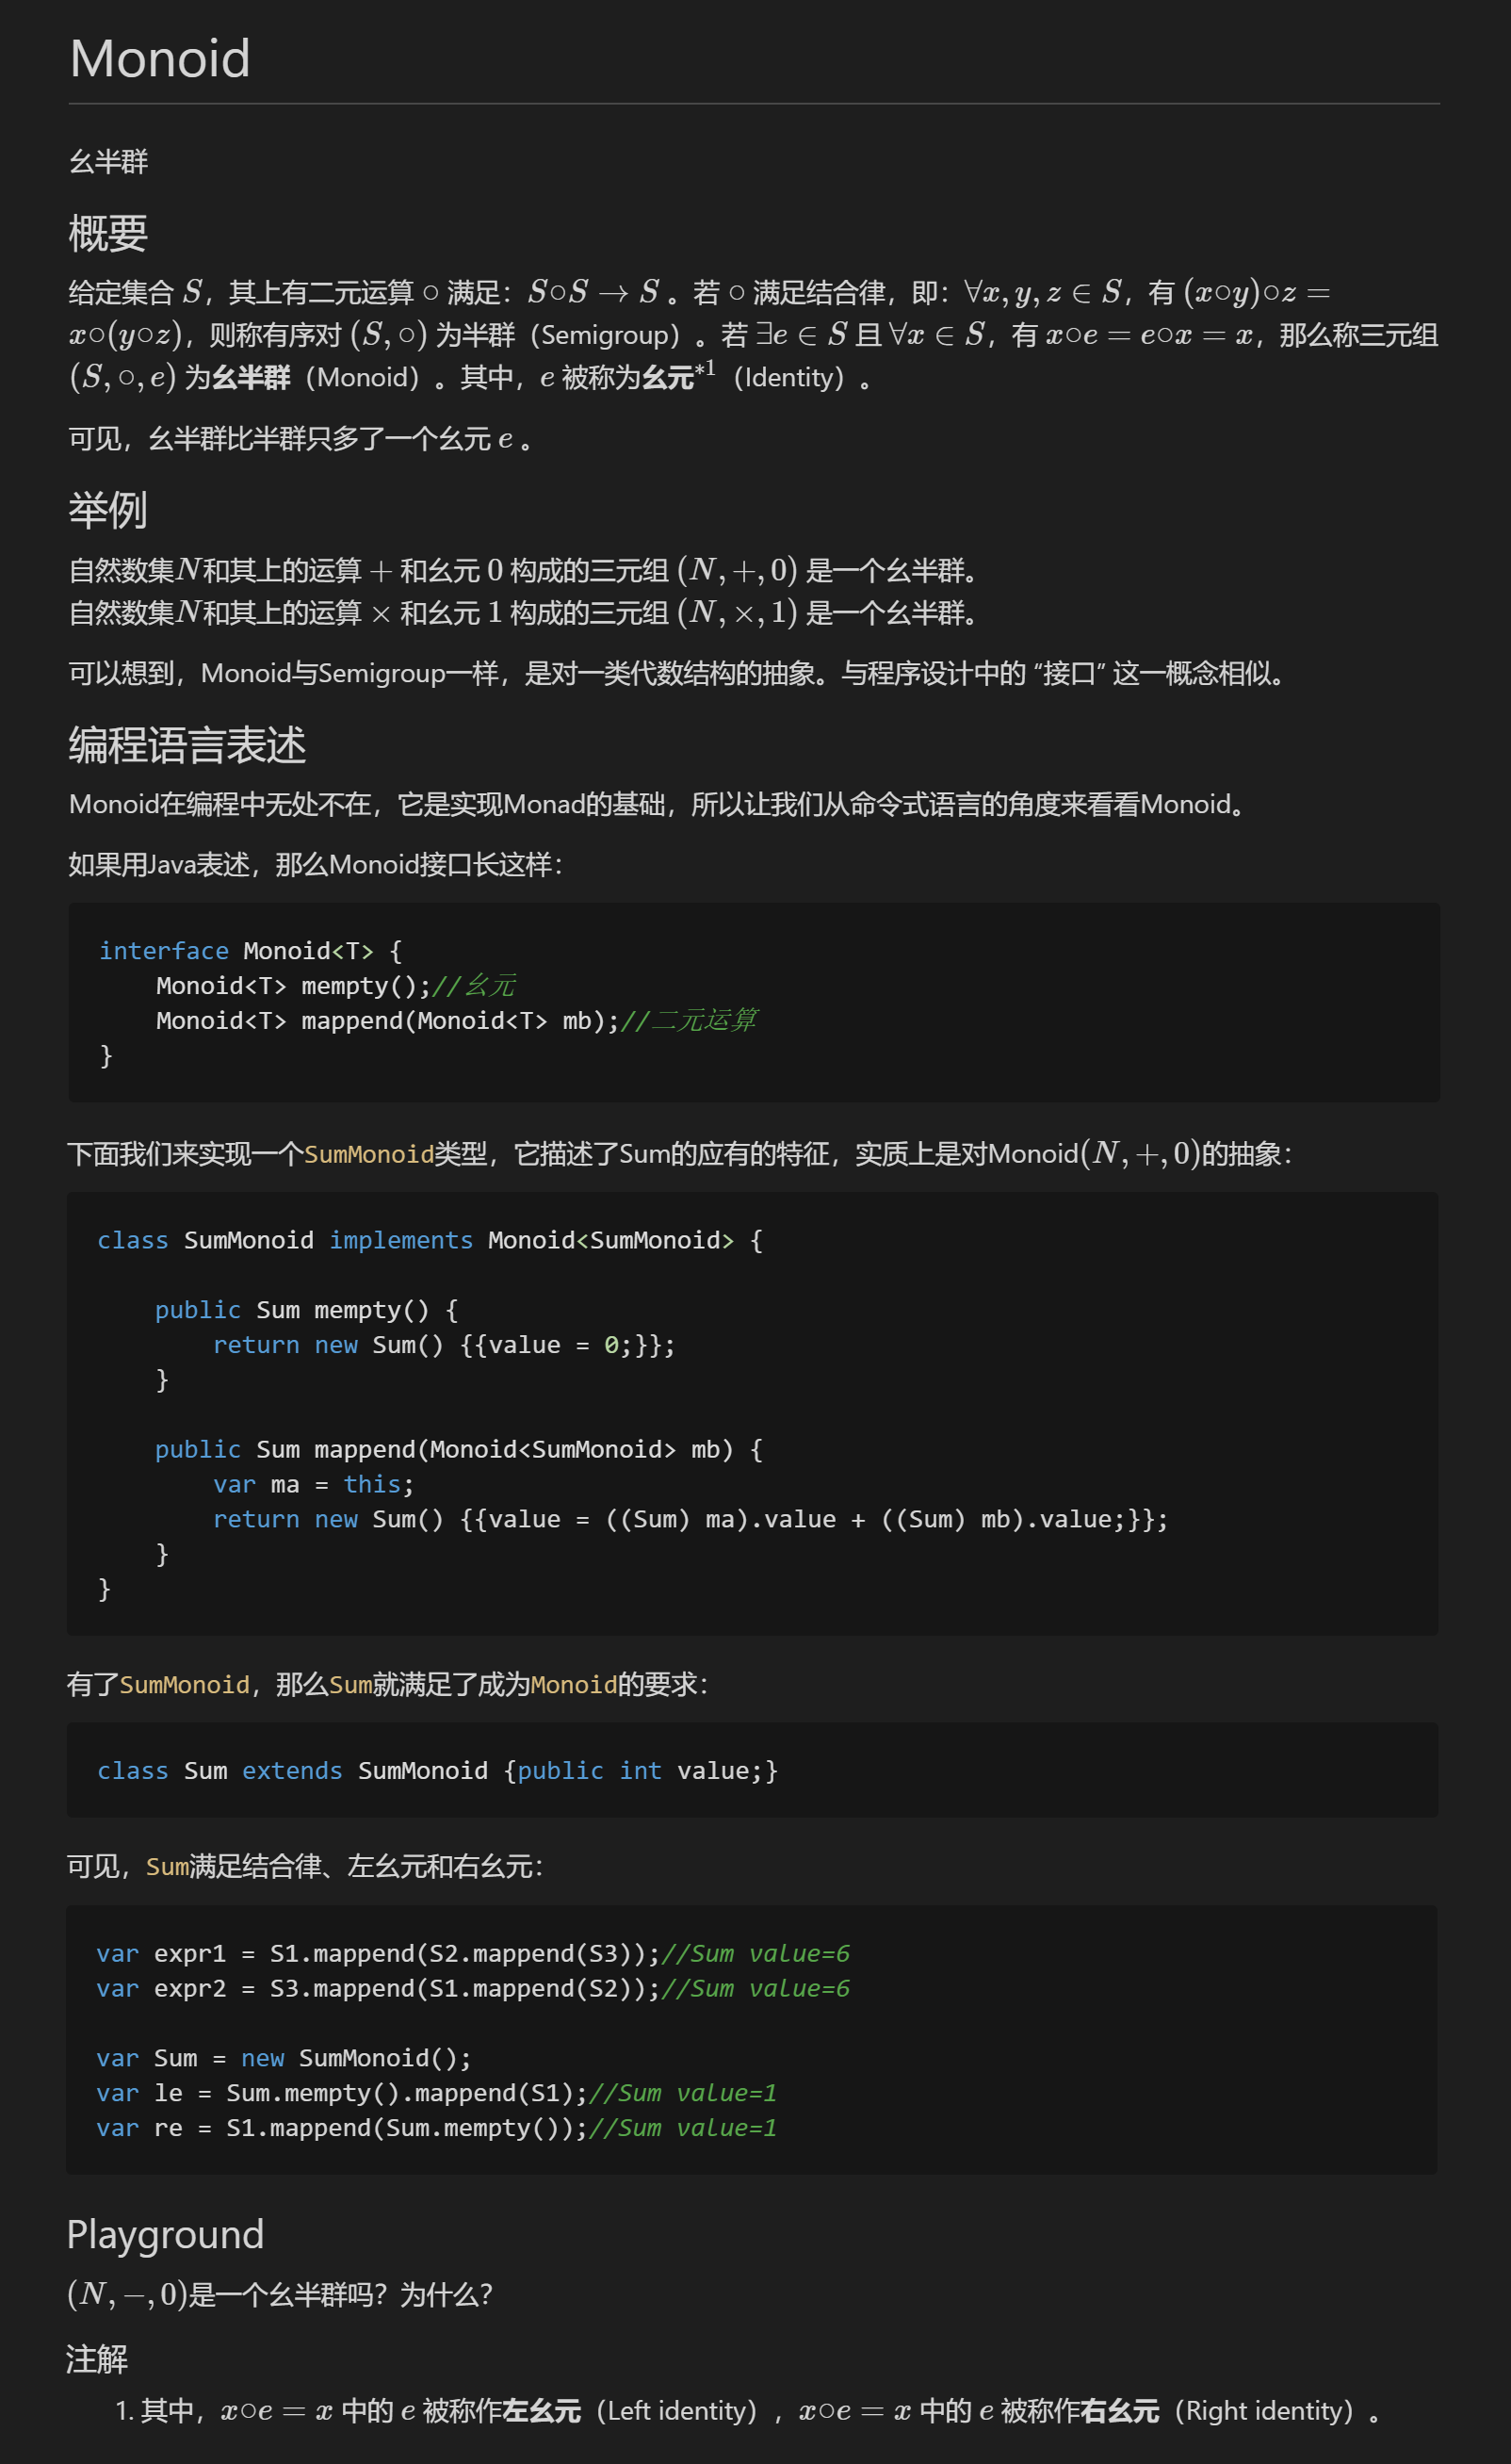 Monoid
幺半群
概要
给定集合 S，其上有二元运算 ∘ 满足：S∘S → S 。若 ∘ 满足结合律，即：∀x, y, z ∈ S，有 (x∘y)∘z =
x∘(y∘z)，则称有序对 (S, ∘) 为半群（Semigroup）。若 ∃e ∈ S 且 ∀x ∈ S，有 x∘e = e∘x = x，那么称三元组
(S, ∘, e) 为幺半群（Monoid）。其中，e 被称为幺元*1（Identity）。
可见，幺半群比半群只多了一个幺元 e 。
举例
自然数集N和其上的运算 + 和幺元 0 构成的三元组 (N, +, 0) 是一个幺半群。
自然数集N和其上的运算 × 和幺元 1 构成的三元组 (N, ×, 1) 是一个幺半群。
可以想到，Monoid与Semigroup一样，是对一类代数结构的抽象。与程序设计中的 “接口” 这一概念相似。
编程语言表述
Monoid在编程中无处不在，它是实现Monad的基础，所以让我们从命令式语言的角度来看看Monoid。
如果用Java表述，那么Monoid接口长这样：
interface Monoid<T> {
    Monoid<T> mempty();//幺元
    Monoid<T> mappend(Monoid<T> mb);//二元运算
}
下面我们来实现一个SumMonoid类型，它描述了Sum的应有的特征，实质上是对Monoid(N, +, 0)的抽象：
class SumMonoid implements Monoid<SumMonoid> {
    public Sum mempty() {
        return new Sum() {{value = 0;}};
    }
    public Sum mappend(Monoid<SumMonoid> mb) {
        var ma = this;
        return new Sum() {{value = ((Sum) ma).value + ((Sum) mb).value;}};
    }
}
有了SumMonoid，那么Sum就满足了成为Monoid的要求：
class Sum extends SumMonoid {public int value;}
可见，Sum满足结合律、左幺元和右幺元：
var expr1 = S1.mappend(S2.mappend(S3));//Sum value=6
var expr2 = S3.mappend(S1.mappend(S2));//Sum value=6
var Sum = new SumMonoid();
var le = Sum.mempty().mappend(S1);//Sum value=1
var re = S1.mappend(Sum.mempty());//Sum value=1
Playground
(N, −, 0)是一个幺半群吗？为什么？
注解
1. 其中，x∘e = x 中的 e 被称作左幺元（Left identity），x∘e = x 中的 e 被称作右幺元（Right identity）。